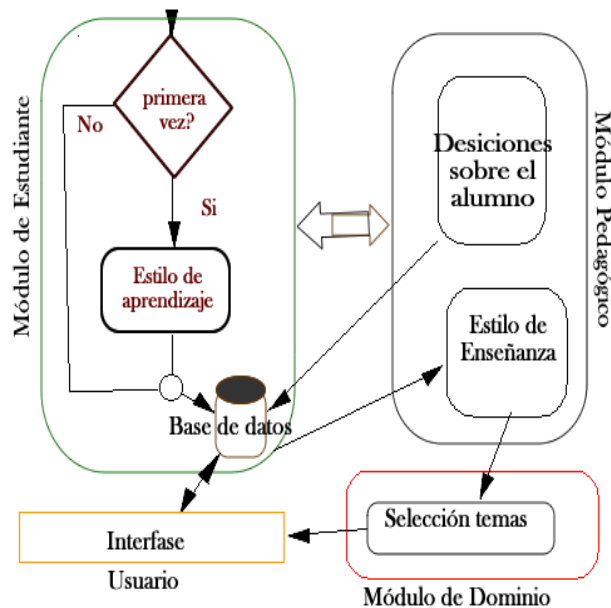 Módulo de Estudiante
primera
vez?
No
Si
Estilo de
aprendizaje
Base de datos
Desiciones
sobre el
alumno
Módulo Pedagógico
Estilo de
Enseñanza
Selección temas
Módulo de Dominio
Interfase
Usuario